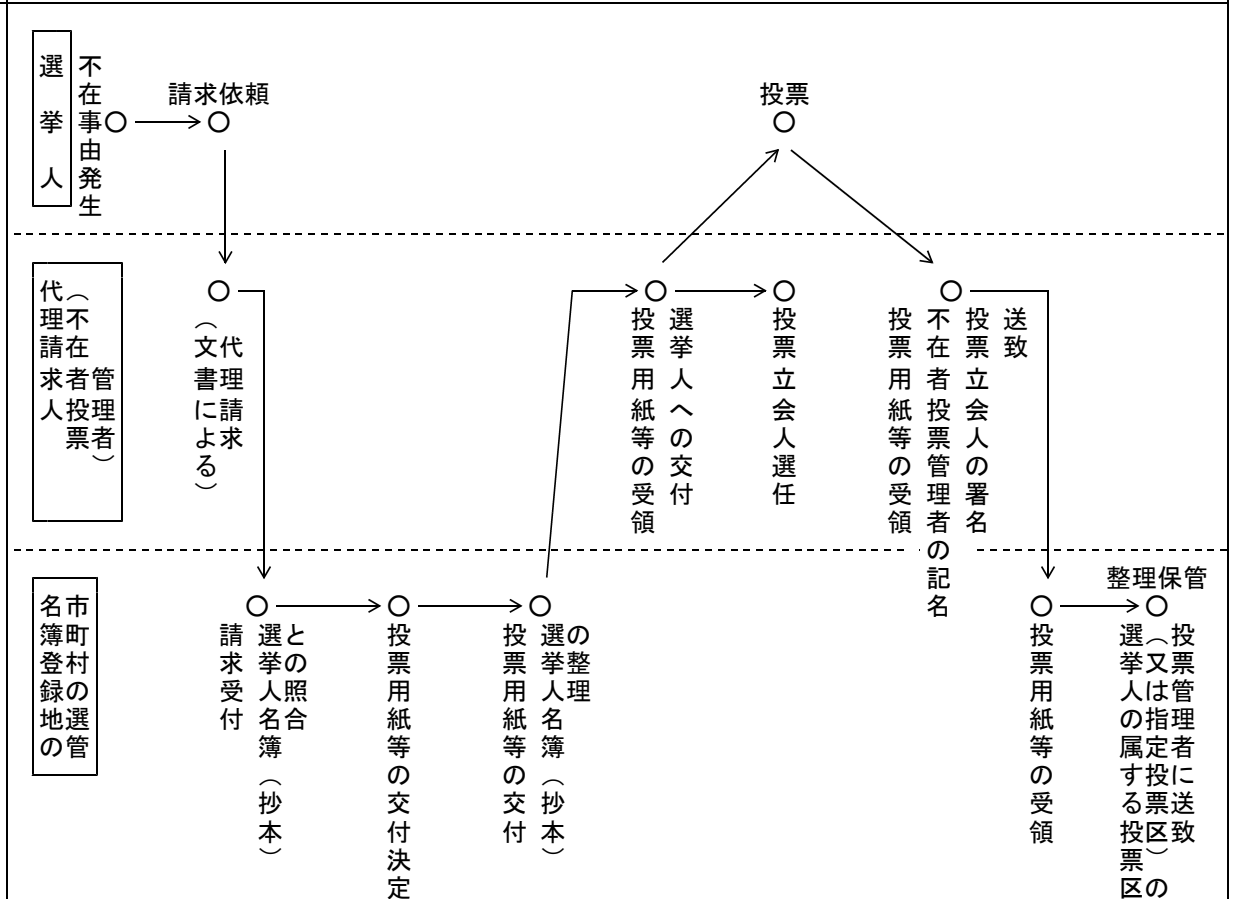 選挙人
不在事由発生
請求依頼
投票
代理請求人
（不在者投票
管理者）
代理請求
（文書による）
投票用紙等の受領
選挙人への交付
投票立会人選任
投票用紙等の受領
不在者投票管理者の記名
投票立会人の署名
送致
名簿登録地の
市町村の選管
請求受付
選挙人名簿（抄本）
との照合
投票用紙等の交付決定
投票用紙等の交付
選挙人名簿（抄本）
の整理
投票用紙等の受領
整理保管
選挙人の属する投票区
（又は指定投票区）の
投票管理者に送致